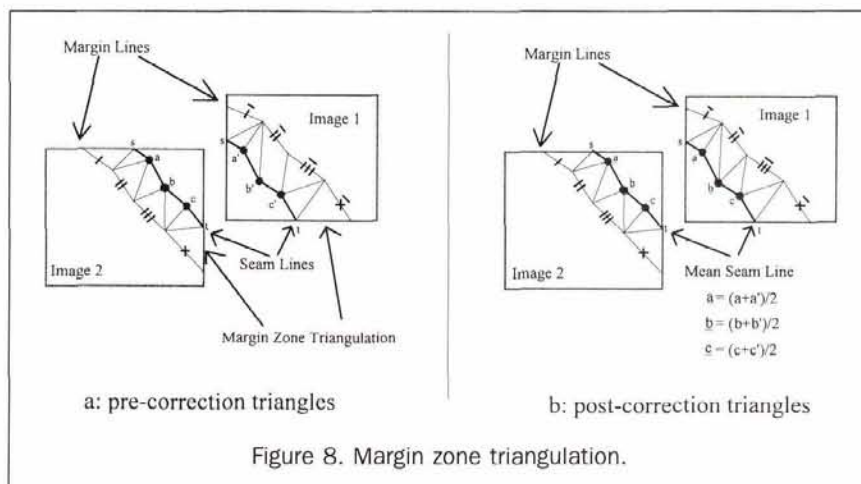 Margin Lines
Image 1
s
a'
b'
c'
t
s
a
b
c
t
Image 2
Seam Lines
Margin Zone Triangulation
a: pre-correction triangles
Margin Lines
Image 1
s
a
b
c
t
s
a
b
c
t
Image 2
Mean Seam Line
a = (a+a')/2
b = (b+b')/2
c = (c+c')/2
b: post-correction triangles
Figure 8. Margin zone triangulation.